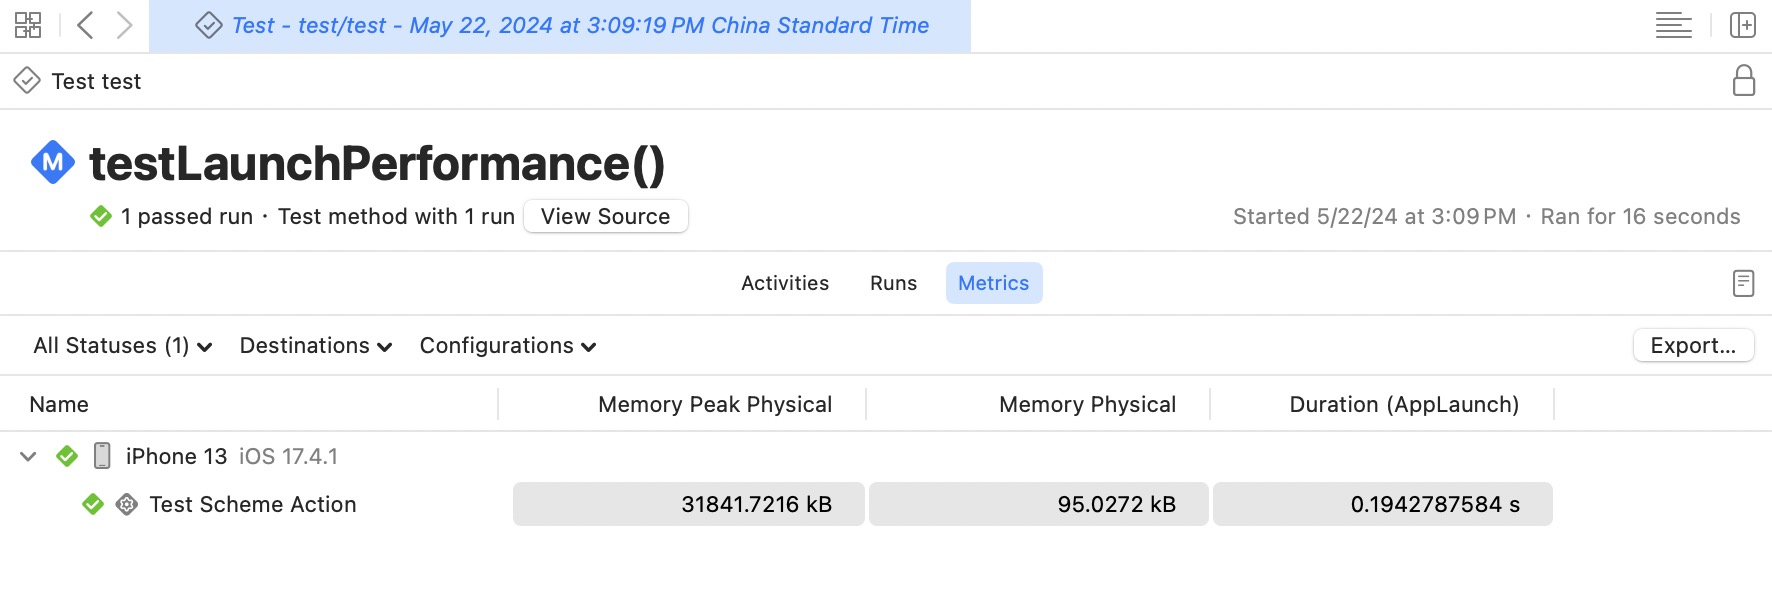 Test - test/test - May 22, 2024 at 3:09:19 PM China Standard Time
Test test
M testLaunchPerformance()
1 passed run · Test method with 1 run View Source Started 5/22/24 at 3:09 PM · Ran for 16 seconds
Activities Runs Metrics
All Statuses (1) Destinations Configurations Export...
Name Memory Peak Physical Memory Physical Duration (AppLaunch)
iPhone 13 iOS 17.4.1
Test Scheme Action 31841.7216 kB 95.0272 kB 0.1942787584 s